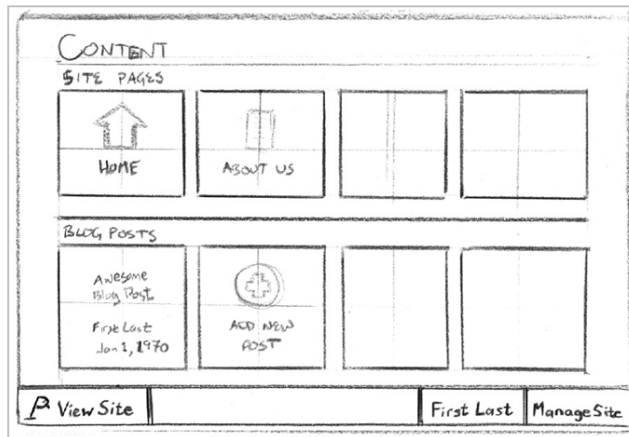 CONTENT
SITE PAGES
HOME
ABOUT US
BLOG POSTS
Awesome
Blog Post
First Last
Jan 1, 1970
ADD NEW
POST
View Site
First Last
Manage Site